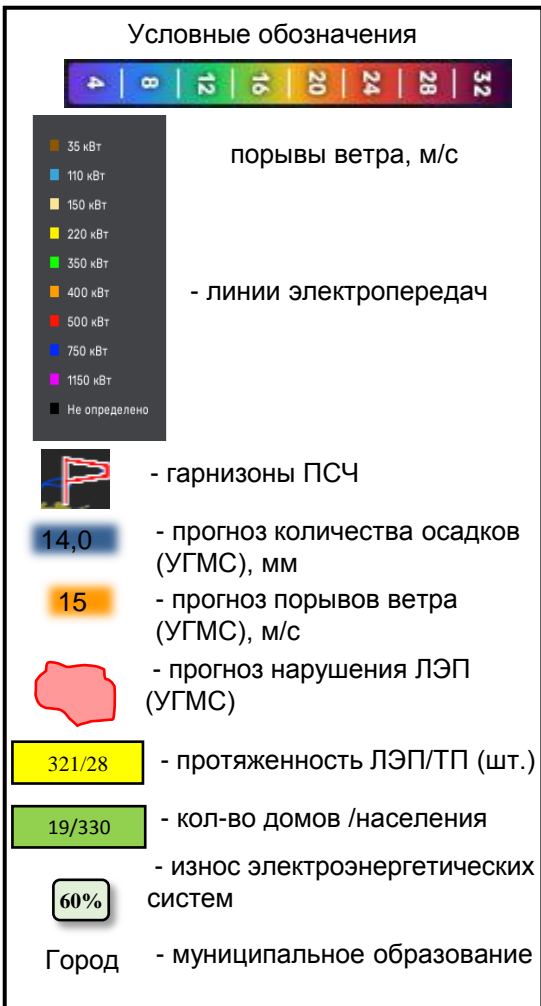 Условные обозначения
4 8 12 16 20 24 28 32
порывы ветра, м/с
35 кВт
110 кВт
150 кВт
220 кВт
350 кВт
400 кВт
500 кВт
750 кВт
1150 кВт
Не определено
- линии электропередач
- гарнизоны ПСЧ
14,0 - прогноз количества осадков
(УГМС), мм
15 - прогноз порывов ветра
(УГМС), м/с
- прогноз нарушения ЛЭП
(УГМС)
321/28 - протяженность ЛЭП/ТП (шт.)
19/330 - кол-во домов /населения
- износ электроэнергетических
60% систем
Город - муниципальное образование